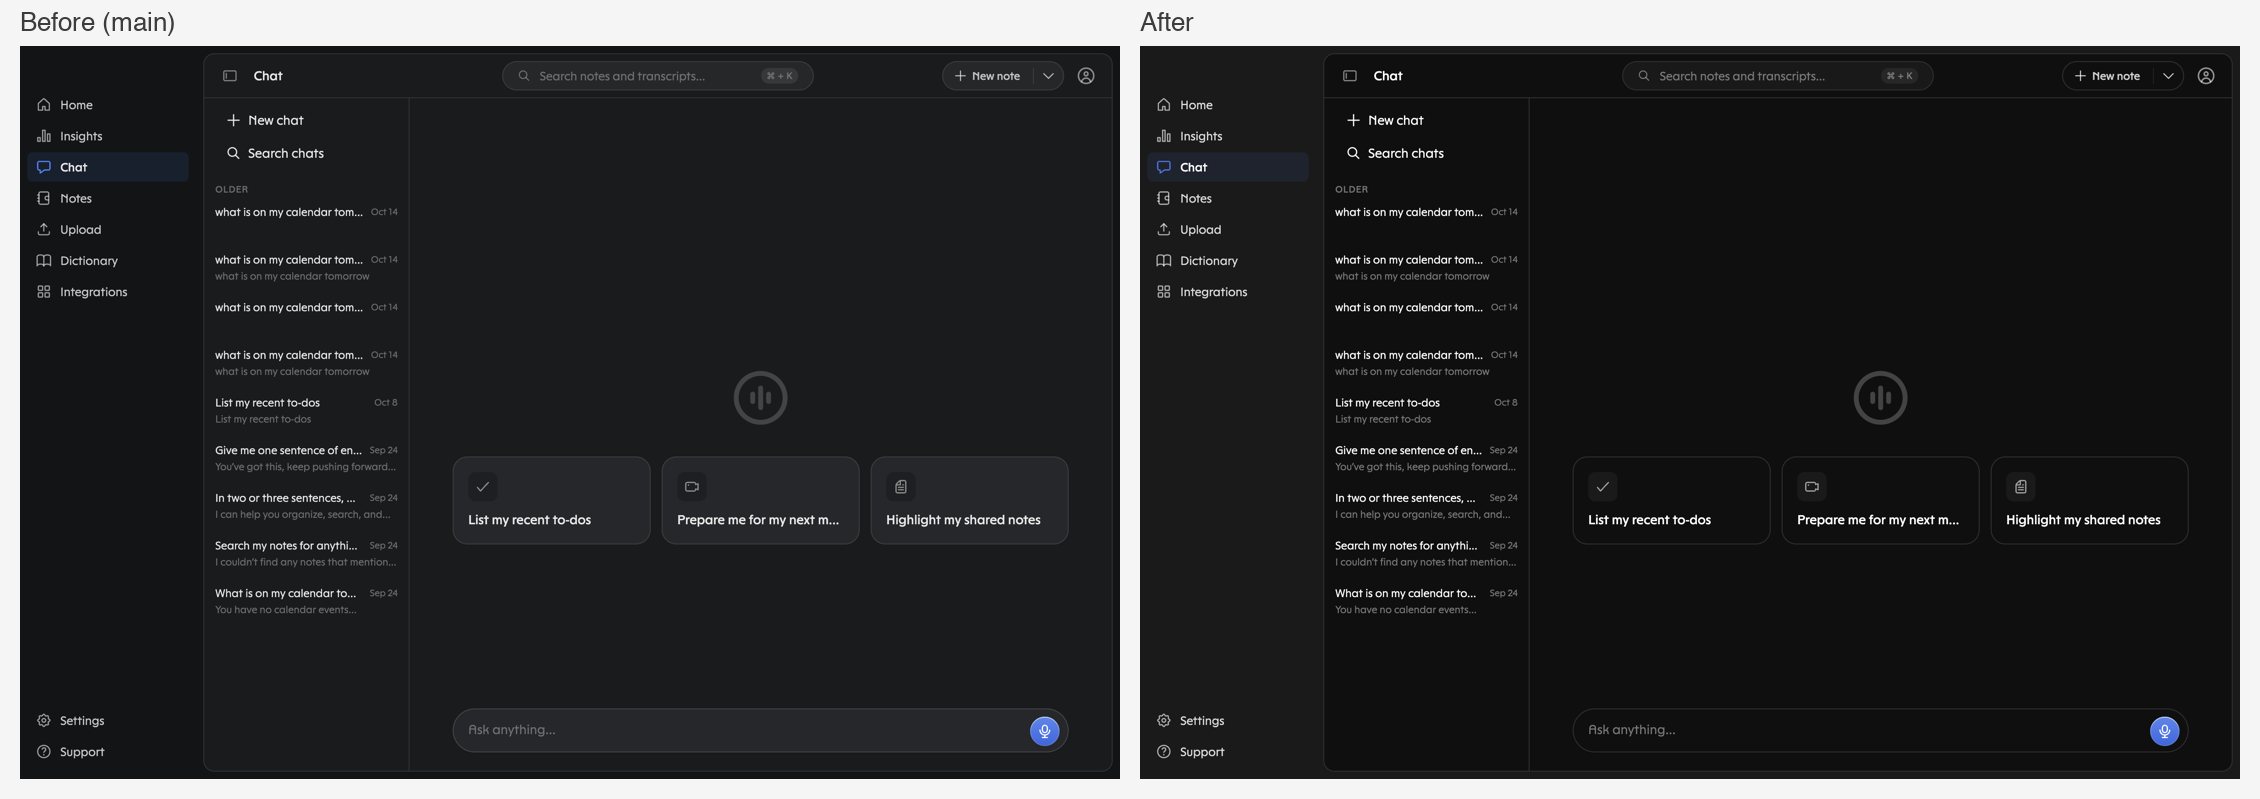 Before (main)
Chat
Search notes and transcripts...
⌘ + K
New note
Home
Insights
Chat
Notes
Upload
Dictionary
Integrations
Settings
Support
New chat
Search chats
OLDER
what is on my calendar tom... Oct 14
what is on my calendar tom... Oct 14
what is on my calendar tomorrow
what is on my calendar tom... Oct 14
what is on my calendar tom... Oct 14
what is on my calendar tomorrow
List my recent to-dos Oct 8
List my recent to-dos
Give me one sentence of en... Sep 24
You've got this, keep pushing forward...
In two or three sentences, ... Sep 24
I can help you organize, search, and...
Search my notes for anythi... Sep 24
I couldn't find any notes that mention...
What is on my calendar to... Sep 24
You have no calendar events...
List my recent to-dos
Prepare me for my next m...
Highlight my shared notes
Ask anything...
After
Chat
Search notes and transcripts...
⌘ + K
New note
Home
Insights
Chat
Notes
Upload
Dictionary
Integrations
Settings
Support
New chat
Search chats
OLDER
what is on my calendar tom... Oct 14
what is on my calendar tom... Oct 14
what is on my calendar tomorrow
what is on my calendar tom... Oct 14
what is on my calendar tom... Oct 14
what is on my calendar tomorrow
List my recent to-dos Oct 8
List my recent to-dos
Give me one sentence of en... Sep 24
You've got this, keep pushing forward...
In two or three sentences, ... Sep 24
I can help you organize, search, and...
Search my notes for anythi... Sep 24
I couldn't find any notes that mention...
What is on my calendar to... Sep 24
You have no calendar events...
List my recent to-dos
Prepare me for my next m...
Highlight my shared notes
Ask anything...